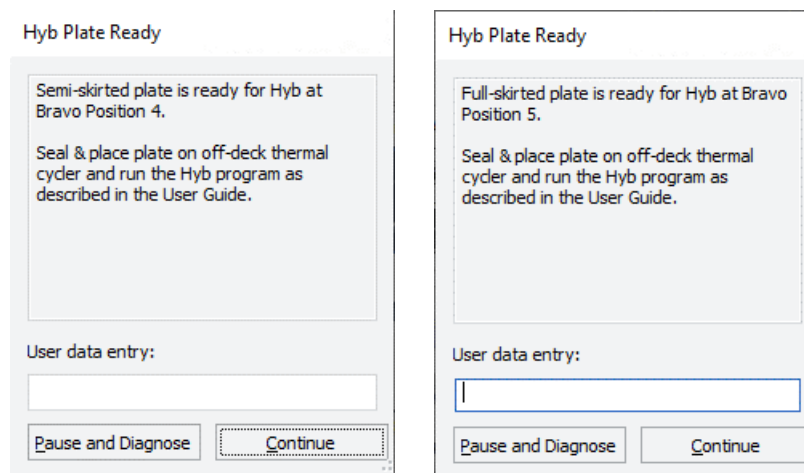 Hyb Plate Ready
Semi-skirted plate is ready for Hyb at
Bravo Position 4.
Seal & place plate on off-deck thermal
cycler and run the Hyb program as
described in the User Guide.
User data entry:
Pause and Diagnose
Continue
Hyb Plate Ready
Full-skirted plate is ready for Hyb at Bravo
Position 5.
Seal & place plate on off-deck thermal
cycler and run the Hyb program as
described in the User Guide.
User data entry:
Pause and Diagnose
Continue